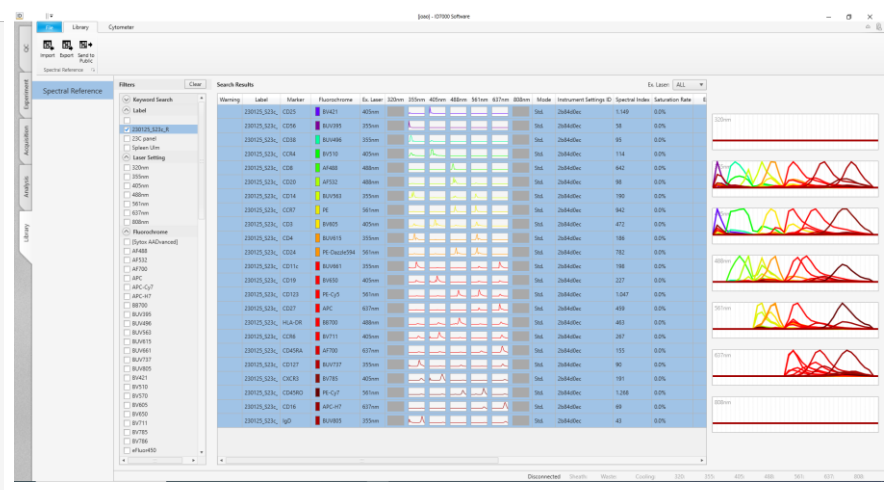 [oao] - ID7000 Software
File Library Cytometer
Import Export Send to Public
Spectral Reference
QC
Experiment
Acquisition
Analysis
Library
Spectral Reference
Filters Clear
Keyword Search
Label
230125_S23c_R
23C panel
Spleen Ulm
Laser Setting
320nm
355nm
405nm
488nm
561nm
637nm
808nm
Fluorochrome
[Sytox AADvanced]
AF488
AF532
AF700
APC
APC-Cy7
APC-H7
BB700
BUV395
BUV496
BUV563
BUV615
BUV661
BUV737
BUV805
BV421
BV510
BV570
BV605
BV650
BV711
BV785
BV786
eFluor450
Search Results Ex. Laser: ALL
Warning Label Marker Fluorochrome Ex. Laser 320nm 355nm 405nm 488nm 561nm 637nm 808nm Mode Instrument Settings ID Spectral Index Saturation Rate E
230125_S23c_ CD25 BV421 405nm Std. 2b84d0ec 1.149 0.0%
230125_S23c_ CD56 BUV395 355nm Std. 2b84d0ec 58 0.0%
230125_S23c_ CD38 BUV496 355nm Std. 2b84d0ec 95 0.0%
230125_S23c_ CCR4 BV510 405nm Std. 2b84d0ec 114 0.0%
230125_S23c_ CD8 AF488 488nm Std. 2b84d0ec 642 0.0%
230125_S23c_ CD20 AF532 488nm Std. 2b84d0ec 98 0.0%
230125_S23c_ CD14 BUV563 355nm Std. 2b84d0ec 190 0.0%
230125_S23c_ CCR7 PE 561nm Std. 2b84d0ec 842 0.0%
230125_S23c_ CD3 BV605 405nm Std. 2b84d0ec 472 0.0%
230125_S23c_ CD4 BUV615 355nm Std. 2b84d0ec 186 0.0%
230125_S23c_ CD24 PE-Dazzle594 561nm Std. 2b84d0ec 782 0.0%
230125_S23c_ CD11c BUV661 355nm Std. 2b84d0ec 198 0.0%
230125_S23c_ CD19 BV650 405nm Std. 2b84d0ec 227 0.0%
230125_S23c_ CD123 PE-Cy5 561nm Std. 2b84d0ec 1.047 0.0%
230125_S23c_ CD27 APC 637nm Std. 2b84d0ec 459 0.0%
230125_S23c_ HLA-DR BB700 488nm Std. 2b84d0ec 463 0.0%
230125_S23c_ CCR6 BV711 405nm Std. 2b84d0ec 267 0.0%
230125_S23c_ CD45RA AF700 637nm Std. 2b84d0ec 155 0.0%
230125_S23c_ CD127 BUV737 355nm Std. 2b84d0ec 90 0.0%
230125_S23c_ CXCR3 BV785 405nm Std. 2b84d0ec 191 0.0%
230125_S23c_ CD45RO PE-Cy7 561nm Std. 2b84d0ec 1.268 0.0%
230125_S23c_ CD16 APC-H7 637nm Std. 2b84d0ec 69 0.0%
230125_S23c_ IgD BUV805 355nm Std. 2b84d0ec 43 0.0%
320nm
488nm
561nm
637nm
808nm
Disconnected Sheath: Waste: Cooling: 320: 355: 405: 488: 561: 637: 808: